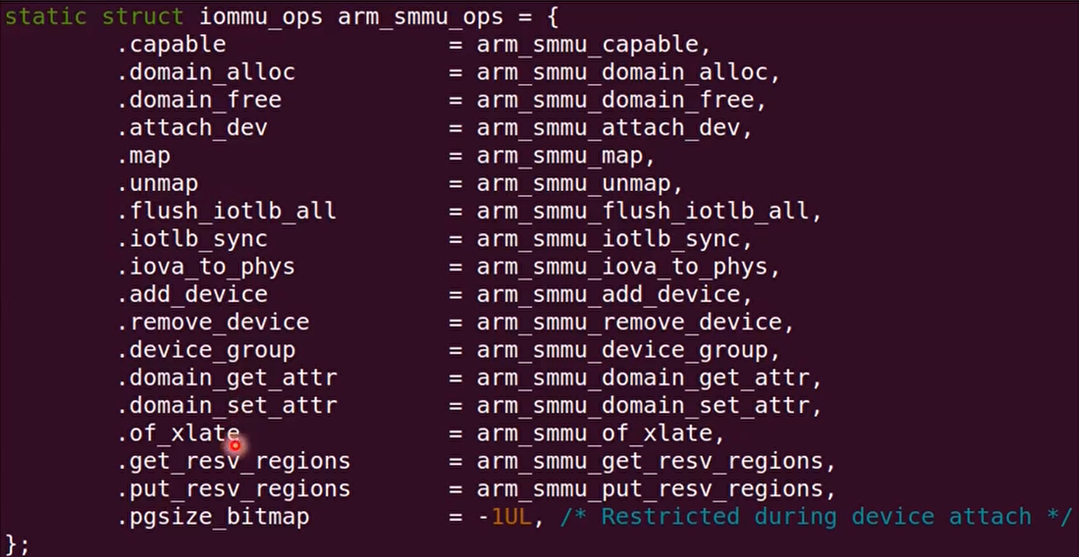 static struct iommu_ops arm_smmu_ops = {
        .capable                = arm_smmu_capable,
        .domain_alloc           = arm_smmu_domain_alloc,
        .domain_free            = arm_smmu_domain_free,
        .attach_dev             = arm_smmu_attach_dev,
        .map                    = arm_smmu_map,
        .unmap                  = arm_smmu_unmap,
        .flush_iotlb_all        = arm_smmu_flush_iotlb_all,
        .iotlb_sync             = arm_smmu_iotlb_sync,
        .iova_to_phys           = arm_smmu_iova_to_phys,
        .add_device             = arm_smmu_add_device,
        .remove_device          = arm_smmu_remove_device,
        .device_group           = arm_smmu_device_group,
        .domain_get_attr        = arm_smmu_domain_get_attr,
        .domain_set_attr        = arm_smmu_domain_set_attr,
        .of_xlate               = arm_smmu_of_xlate,
        .get_resv_regions       = arm_smmu_get_resv_regions,
        .put_resv_regions       = arm_smmu_put_resv_regions,
        .pgsize_bitmap          = -1UL, /* Restricted during device attach */
};